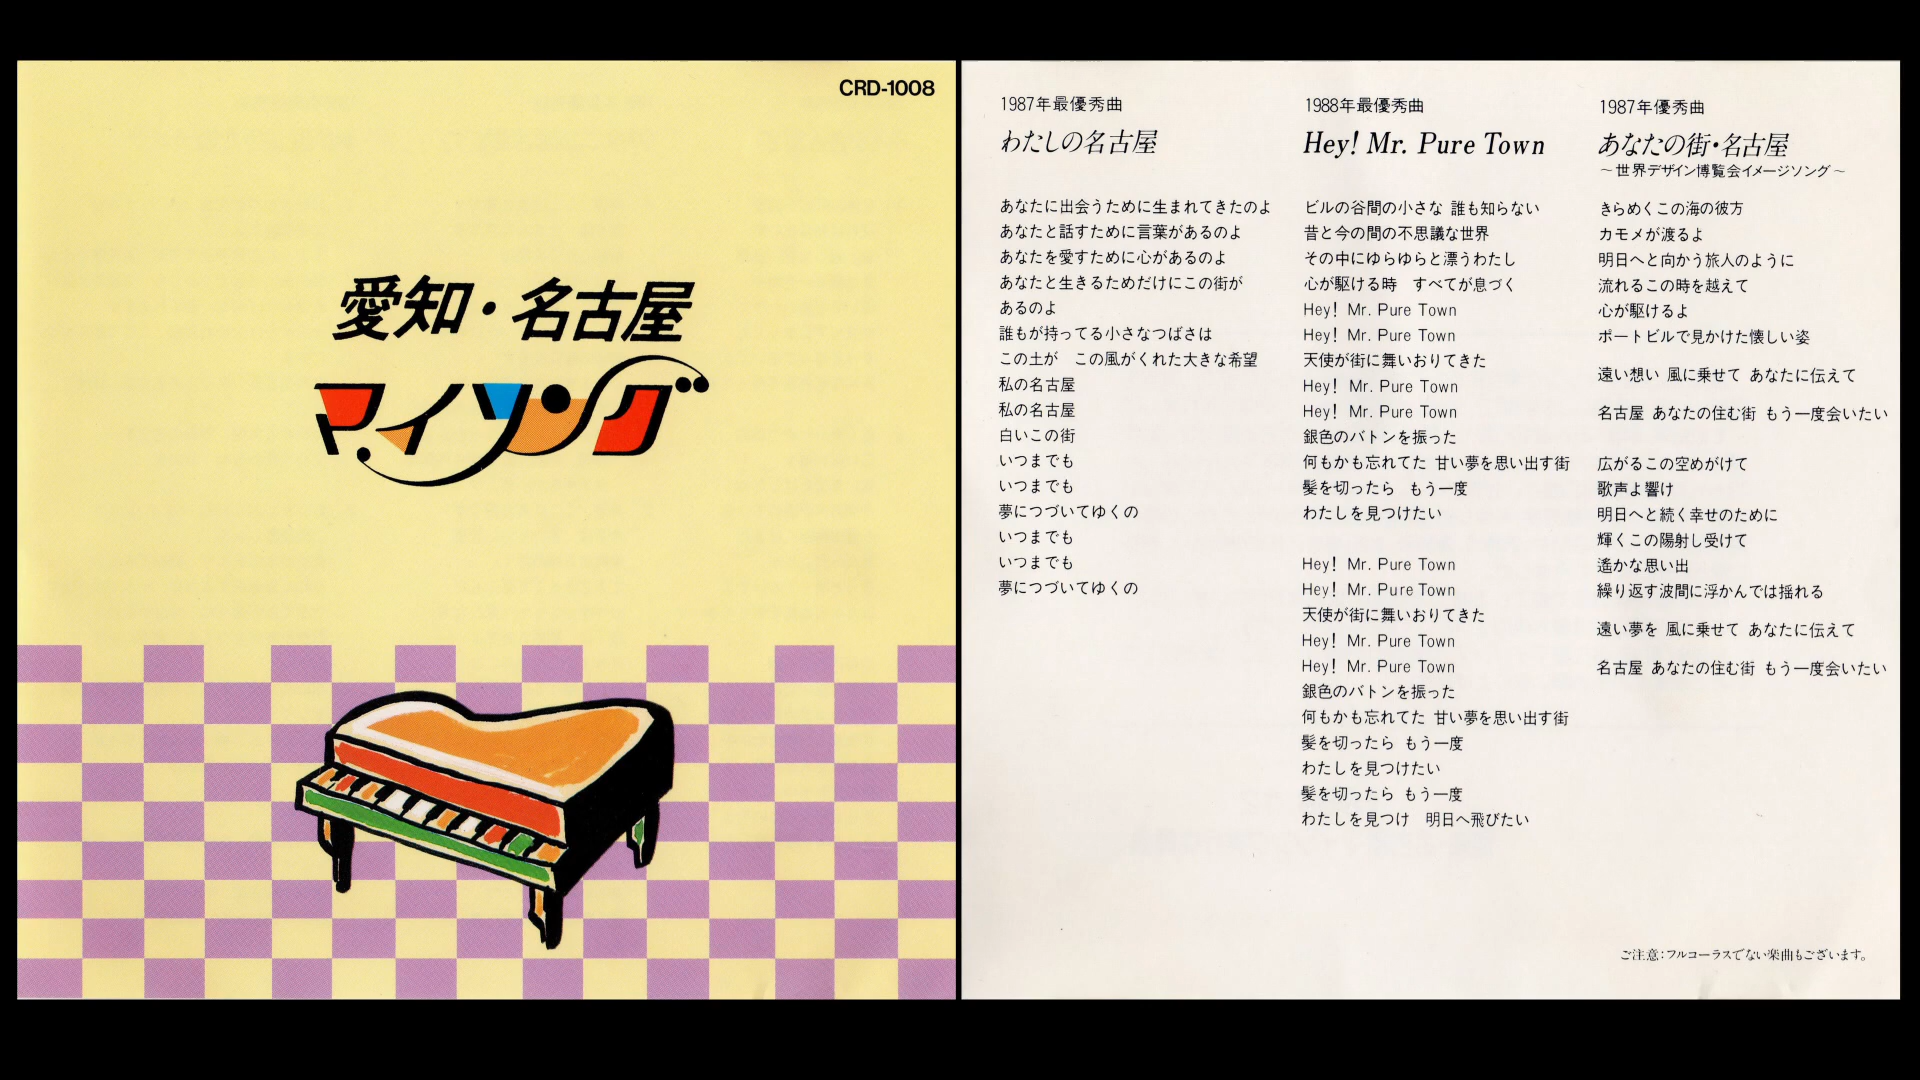 CRD-1008
愛知・名古屋
マイソング
1987年最優秀曲
わたしの名古屋
あなたに出会うために生まれてきたのよ
あなたと話すために言葉があるのよ
あなたを愛すために心があるのよ
あなたと生きるためだけにこの街が
あるのよ
誰もが持ってる小さなつばさは
この土が　この風がくれた大きな希望
私の名古屋
私の名古屋
白いこの街
いつまでも
いつまでも
夢につづいてゆくの
いつまでも
いつまでも
夢につづいてゆくの
1988年最優秀曲
Hey! Mr. Pure Town
ビルの谷間の小さな 誰も知らない
昔と今の間の不思議な世界
その中にゆらゆらと漂うわたし
心が駆ける時　すべてが息づく
Hey! Mr. Pure Town
Hey! Mr. Pure Town
天使が街に舞いおりてきた
Hey! Mr. Pure Town
Hey! Mr. Pure Town
銀色のバトンを振った
何もかも忘れてた 甘い夢を思い出す街
髪を切ったら　もう一度
わたしを見つけたい
Hey! Mr. Pure Town
Hey! Mr. Pure Town
天使が街に舞いおりてきた
Hey! Mr. Pure Town
Hey! Mr. Pure Town
銀色のバトンを振った
何もかも忘れてた 甘い夢を思い出す街
髪を切ったら もう一度
わたしを見つけたい
髪を切ったら もう一度
わたしを見つけ　明日へ飛びたい
1987年優秀曲
あなたの街・名古屋
～世界デザイン博覧会イメージソング～
きらめくこの海の彼方
カモメが渡るよ
明日へと向かう旅人のように
流れるこの時を越えて
心が駆けるよ
ポートビルで見かけた懐しい姿
遠い想い 風に乗せて あなたに伝えて
名古屋 あなたの住む街 もう一度会いたい
広がるこの空めがけて
歌声よ響け
明日へと続く幸せのために
輝くこの陽射し受けて
遙かな思い出
繰り返す波間に浮かんでは揺れる
遠い夢を 風に乗せて あなたに伝えて
名古屋 あなたの住む街 もう一度会いたい
ご注意：フルコーラスでない楽曲もございます。